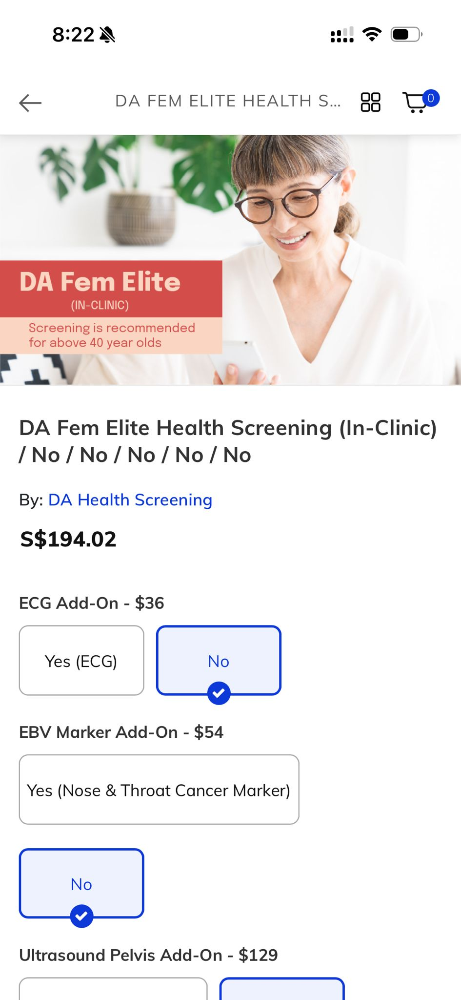 8:22
DA FEM ELITE HEALTH S...
0
DA Fem Elite
(IN-CLINIC)
Screening is recommended
for above 40 year olds
DA Fem Elite Health Screening (In-Clinic)
/ No / No / No / No / No
By: DA Health Screening
S$194.02
ECG Add-On - $36
Yes (ECG)
No
EBV Marker Add-On - $54
Yes (Nose & Throat Cancer Marker)
No
Ultrasound Pelvis Add-On - $129